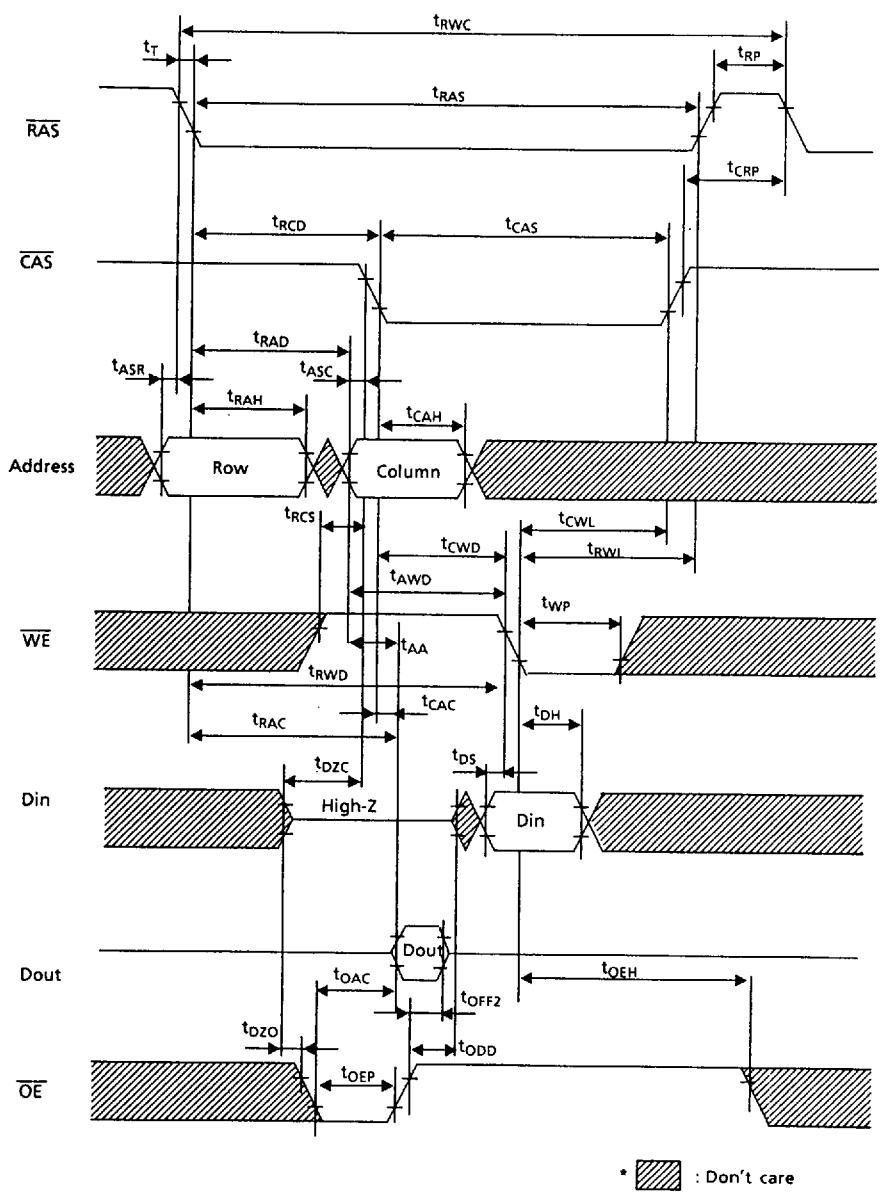 tRWC
tT
tRP
tRAS
RAS
tCRP
tRCD
tCAS
CAS
tRAD
tASR
tASC
tRAH
tCAH
Address
Row
Column
tRCS
tCWL
tCWD
tRWL
tAWD
tWP
WE
tAA
tRWD
tCAC
tRAC
tDH
tDS
tDZC
High-Z
Din
Din
Dout
Dout
tOEH
tOAC
tOFF2
tDZO
tODD
tOEP
OE
* : Don't care